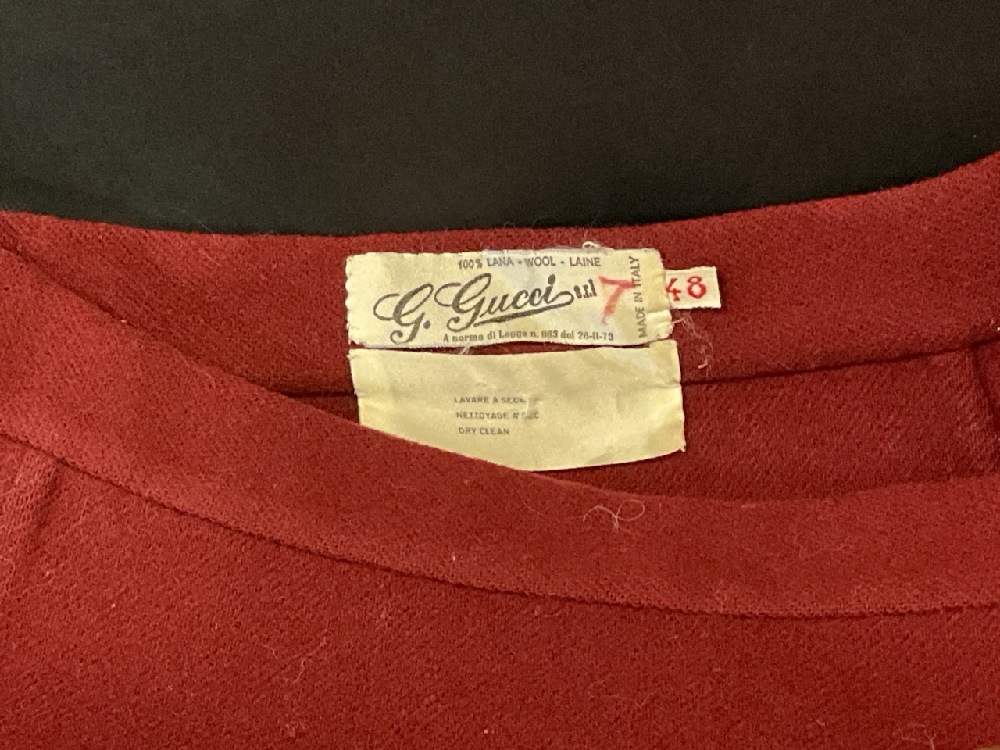 100% LANA - WOOL - LAINE
G. Gucci srl
7
MADE IN ITALY
48
A norma di Legge n. 883 del 26-11-73
LAVARE A SECCO
NETTOYAGE A SEC
DRY CLEAN